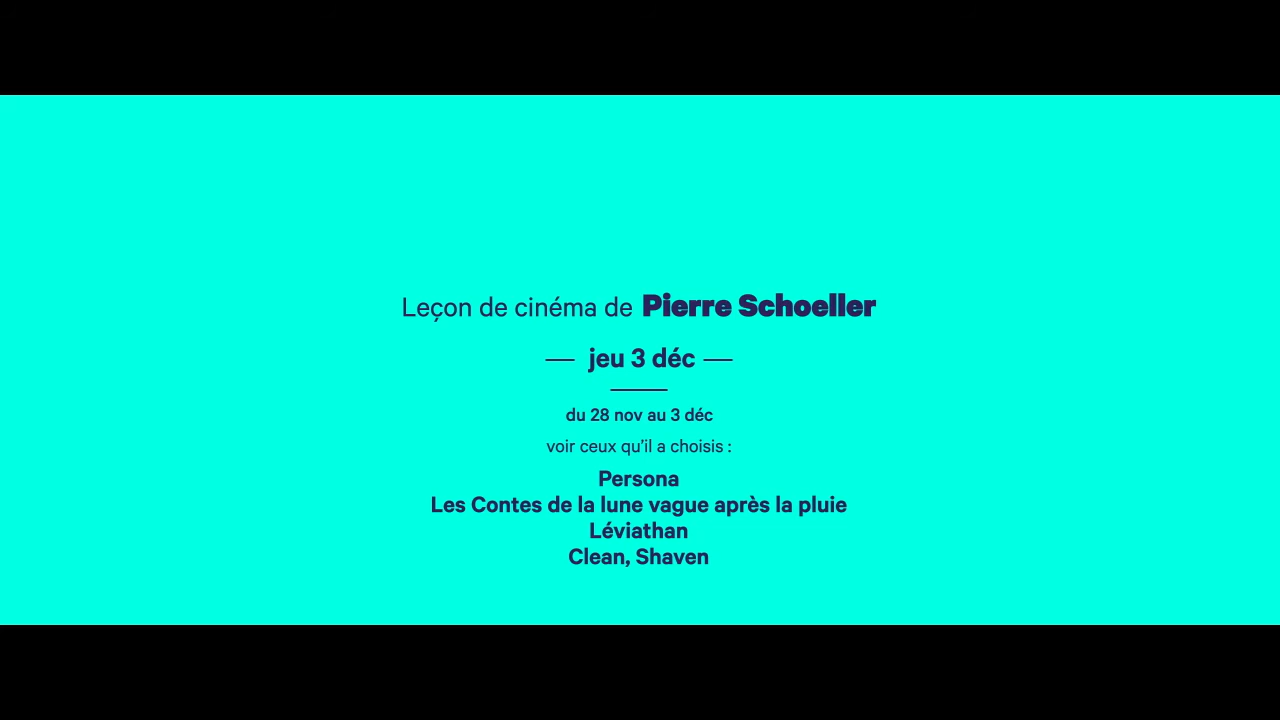 Leçon de cinéma de Pierre Schoeller
jeu 3 déc
du 28 nov au 3 déc
voir ceux qu'il a choisis :
Persona
Les Contes de la lune vague après la pluie
Léviathan
Clean, Shaven